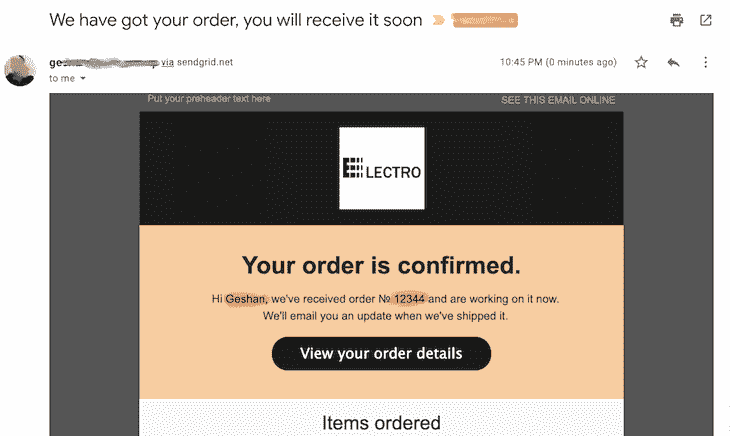 We have got your order, you will receive it soon
via sendgrid.net
10:45 PM (0 minutes ago)
to me
Put your preheader text here
SEE THIS EMAIL ONLINE
ELECTRO
Your order is confirmed.
Hi Geshan, we've received order № 12344 and are working on it now.
We'll email you an update when we've shipped it.
View your order details
Items ordered